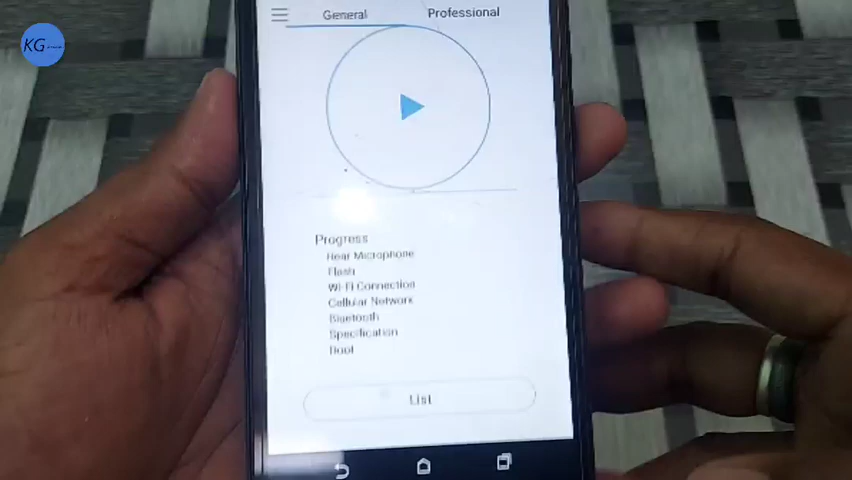 KG
General
Professional
Progress
Rear Microphone
Flash
Wi-Fi Connection
Cellular Network
Bluetooth
Specification
Root
List